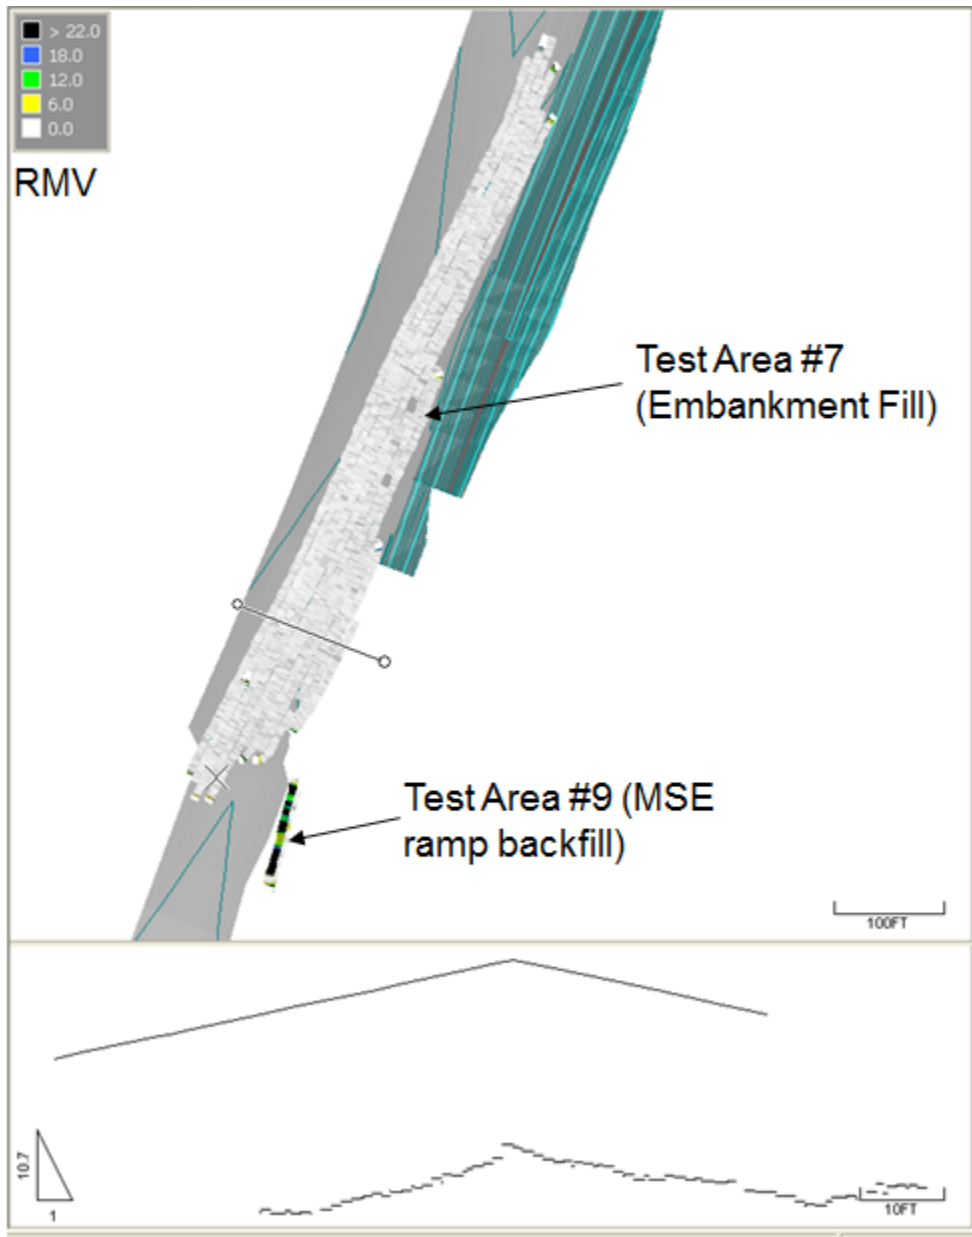 > 22.0
18.0
12.0
6.0
0.0
RMV
Test Area #7
(Embankment Fill)
Test Area #9 (MSE
ramp backfill)
100FT
10.7
1
10FT